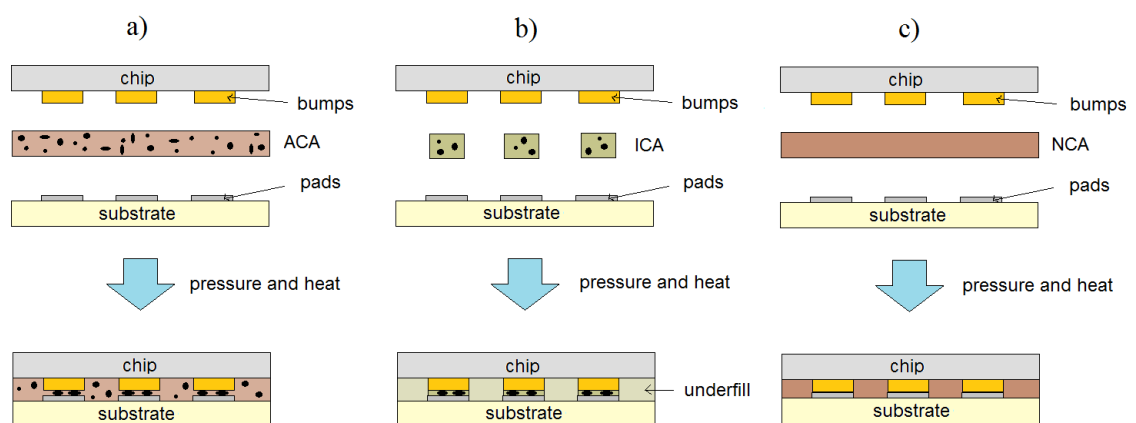 a)
chip
bumps
ACA
pads
substrate
pressure and heat
chip
substrate
b)
chip
bumps
ICA
pads
substrate
pressure and heat
chip
underfill
substrate
c)
chip
bumps
NCA
pads
substrate
pressure and heat
chip
substrate